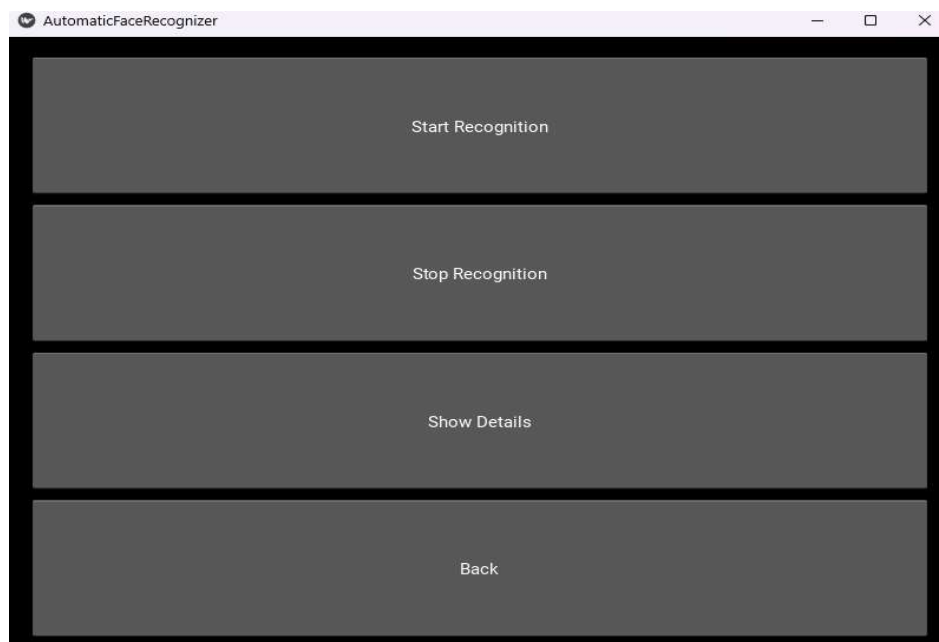 AutomaticFaceRecognizer
Start Recognition
Stop Recognition
Show Details
Back